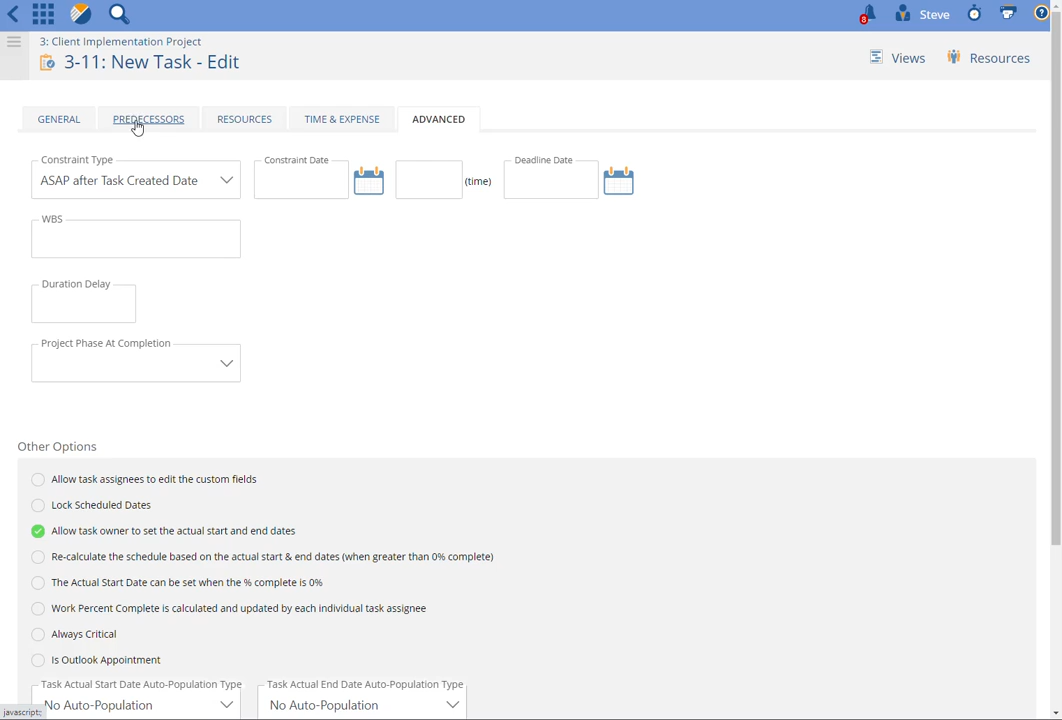 8 Steve ?
3: Client Implementation Project
3-11: New Task - Edit
Views Resources
GENERAL PREDECESSORS RESOURCES TIME & EXPENSE ADVANCED
Constraint Type Constraint Date Deadline Date
ASAP after Task Created Date (time)
WBS
Duration Delay
Project Phase At Completion
Other Options
Allow task assignees to edit the custom fields
Lock Scheduled Dates
Allow task owner to set the actual start and end dates
Re-calculate the schedule based on the actual start & end dates (when greater than 0% complete)
The Actual Start Date can be set when the % complete is 0%
Work Percent Complete is calculated and updated by each individual task assignee
Always Critical
Is Outlook Appointment
Task Actual Start Date Auto-Population Type Task Actual End Date Auto-Population Type
No Auto-Population No Auto-Population
javascript:;